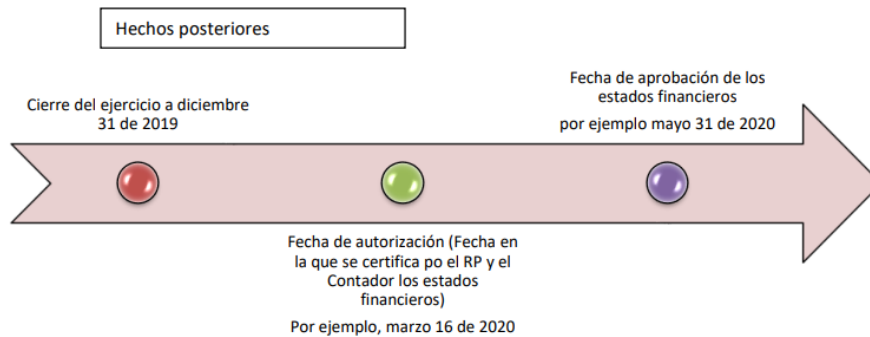 Hechos posteriores
Cierre del ejercicio a diciembre
31 de 2019
Fecha de aprobación de los
estados financieros
por ejemplo mayo 31 de 2020
Fecha de autorización (Fecha en
la que se certifica po el RP y el
Contador los estados
financieros)
Por ejemplo, marzo 16 de 2020